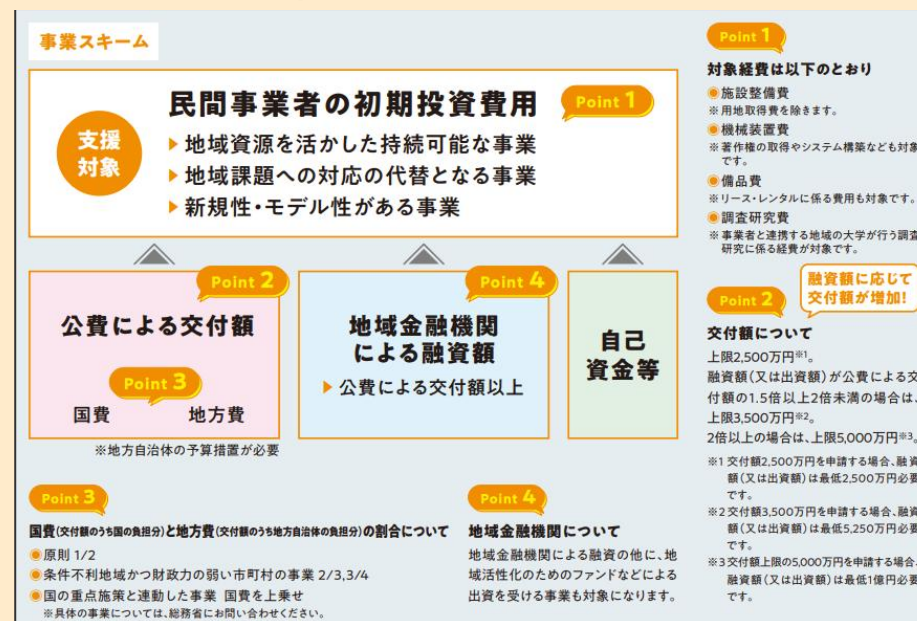 事業スキーム
支援
対象
民間事業者の初期投資費用
Point 1
▶地域資源を活かした持続可能な事業
▶地域課題への対応の代替となる事業
▶新規性・モデル性がある事業
Point 2
公費による交付額
Point 3
国費 地方費
※地方自治体の予算措置が必要
Point 4
地域金融機関
による融資額
▶公費による交付額以上
自己
資金等
Point 3
国費(交付額のうち国の負担分)と地方費(交付額のうち地方自治体の負担分)の割合について
◉原則 1/2
◉条件不利地域かつ財政力の弱い市町村の事業 2/3,3/4
◉国の重点施策と連動した事業 国費を上乗せ
※具体の事業については、総務省にお問い合わせください。
Point 4
地域金融機関について
地域金融機関による融資の他に、地
域活性化のためのファンドなどによる
出資を受ける事業も対象になります。
Point 1
対象経費は以下のとおり
◉施設整備費
※用地取得費を除きます。
◉機械装置費
※著作権の取得やシステム構築なども対象
です。
◉備品費
※リース・レンタルに係る費用も対象です。
◉調査研究費
※事業者と連携する地域の大学が行う調査
研究に係る経費が対象です。
Point 2
融資額に応じて
交付額が増加!
交付額について
上限2,500万円※1。
融資額(又は出資額)が公費による交
付額の1.5倍以上2倍未満の場合は、
上限3,500万円※2。
2倍以上の場合は、上限5,000万円※3。
※1 交付額2,500万円を申請する場合、融資
額(又は出資額)は最低2,500万円必要
です。
※2 交付額3,500万円を申請する場合、融資
額(又は出資額)は最低5,250万円必要
です。
※3 交付額上限の5,000万円を申請する場合、
融資額(又は出資額)は最低1億円必要
です。